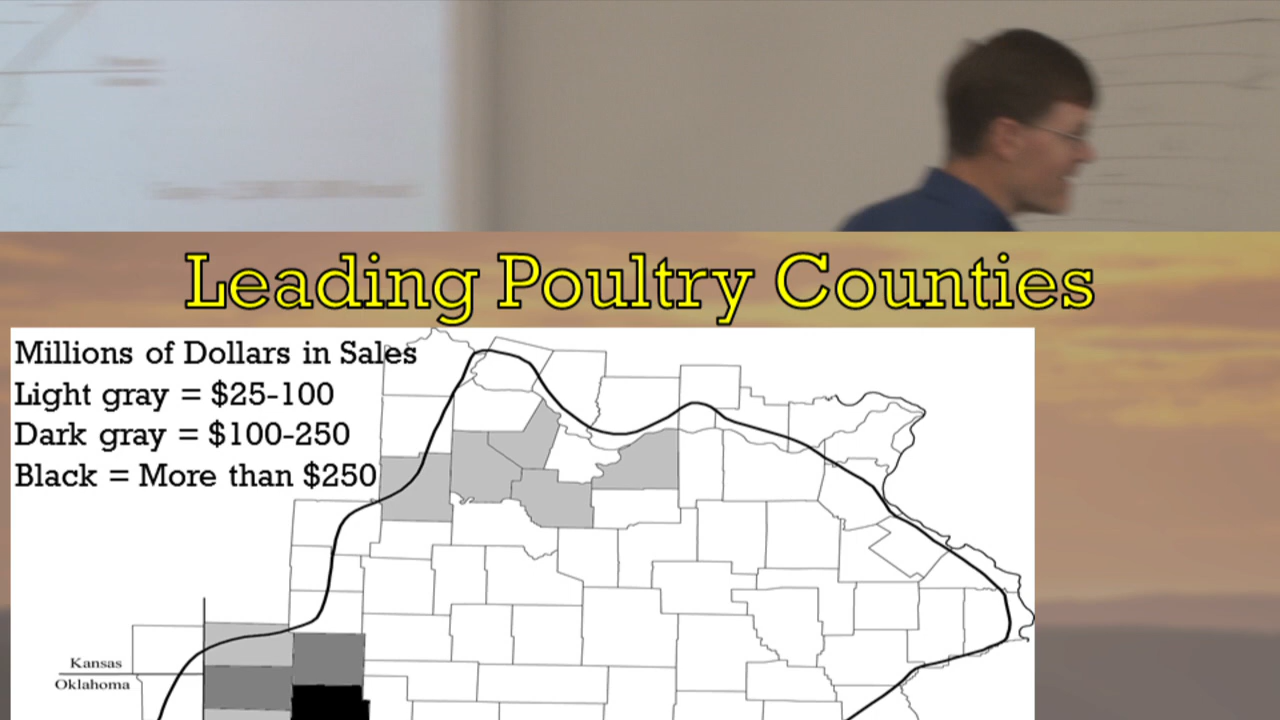 Leading Poultry Counties
Millions of Dollars in Sales
Light gray = $25-100
Dark gray = $100-250
Black = More than $250
Kansas
Oklahoma